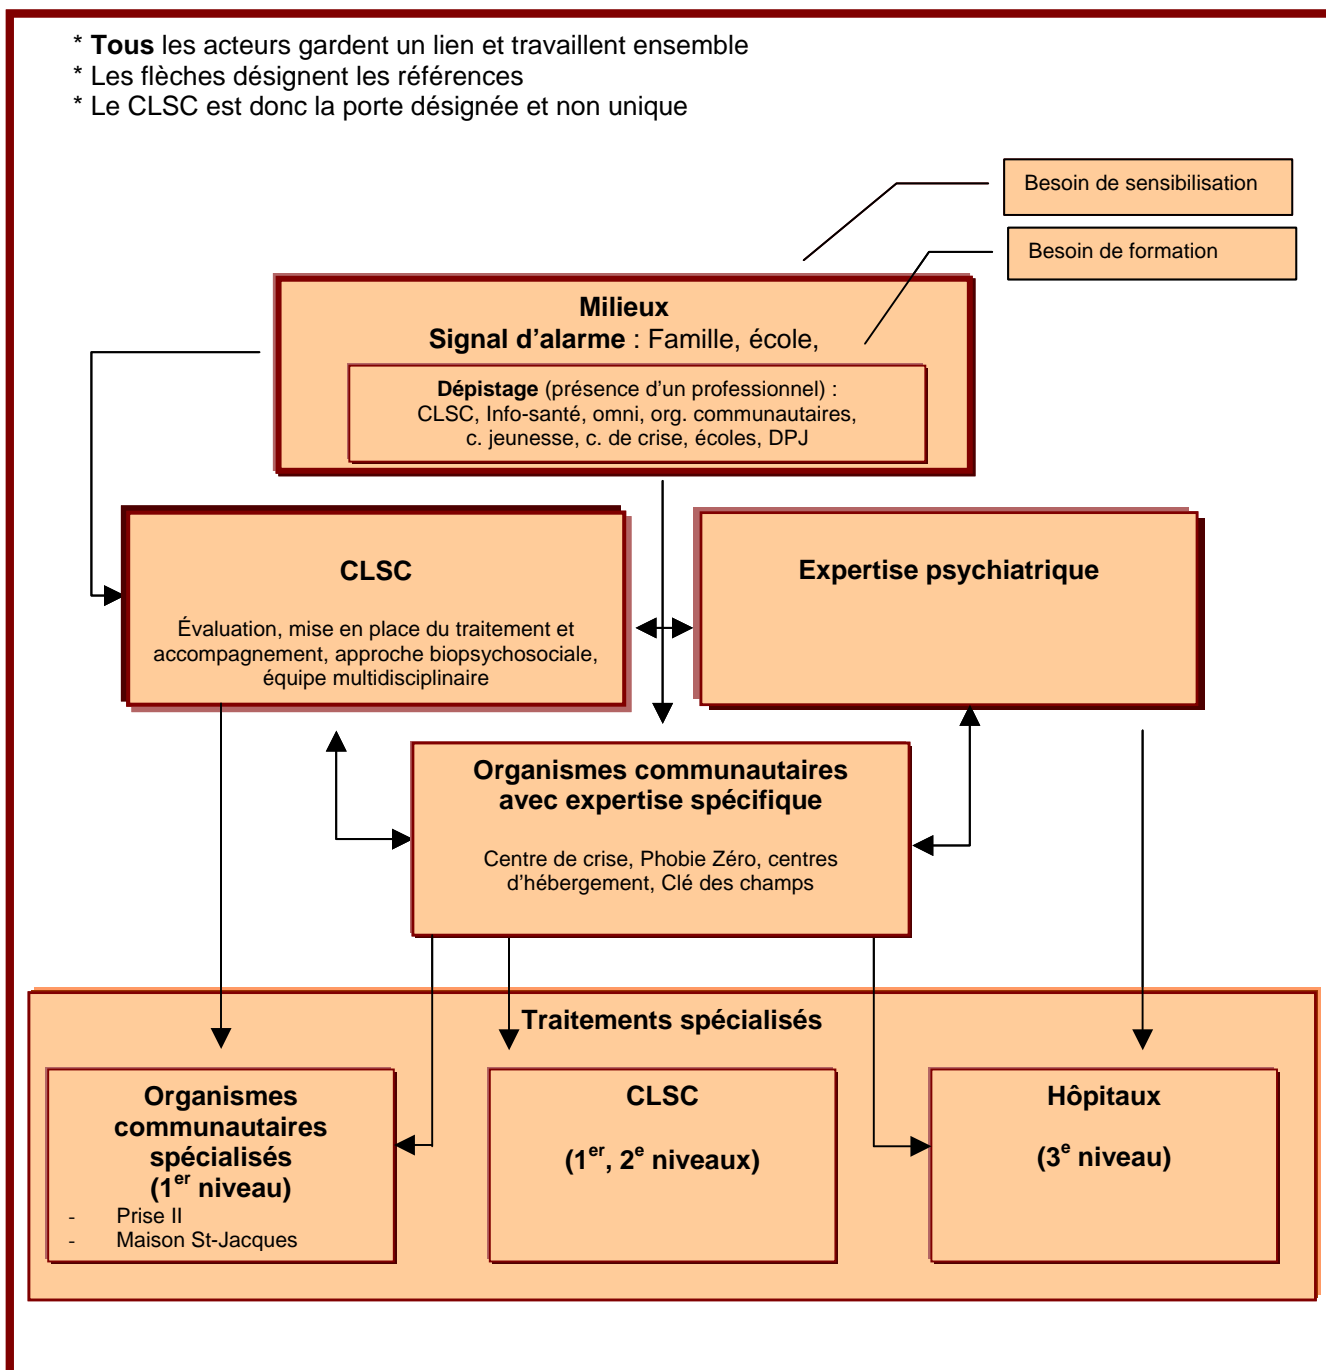 * Tous les acteurs gardent un lien et travaillent ensemble
* Les flèches désignent les références
* Le CLSC est donc la porte désignée et non unique
Besoin de sensibilisation
Besoin de formation
Milieux
Signal d'alarme : Famille, école,
Dépistage (présence d'un professionnel) :
CLSC, Info-santé, omni, org. communautaires,
c. jeunesse, c. de crise, écoles, DPJ
CLSC
Évaluation, mise en place du traitement et
accompagnement, approche biopsychosociale,
équipe multidisciplinaire
Expertise psychiatrique
Organismes communautaires
avec expertise spécifique
Centre de crise, Phobie Zéro, centres
d'hébergement, Clé des champs
Traitements spécialisés
Organismes
communautaires
spécialisés
(1er niveau)
- Prise II
- Maison St-Jacques
CLSC
(1er, 2e niveaux)
Hôpitaux
(3e niveau)